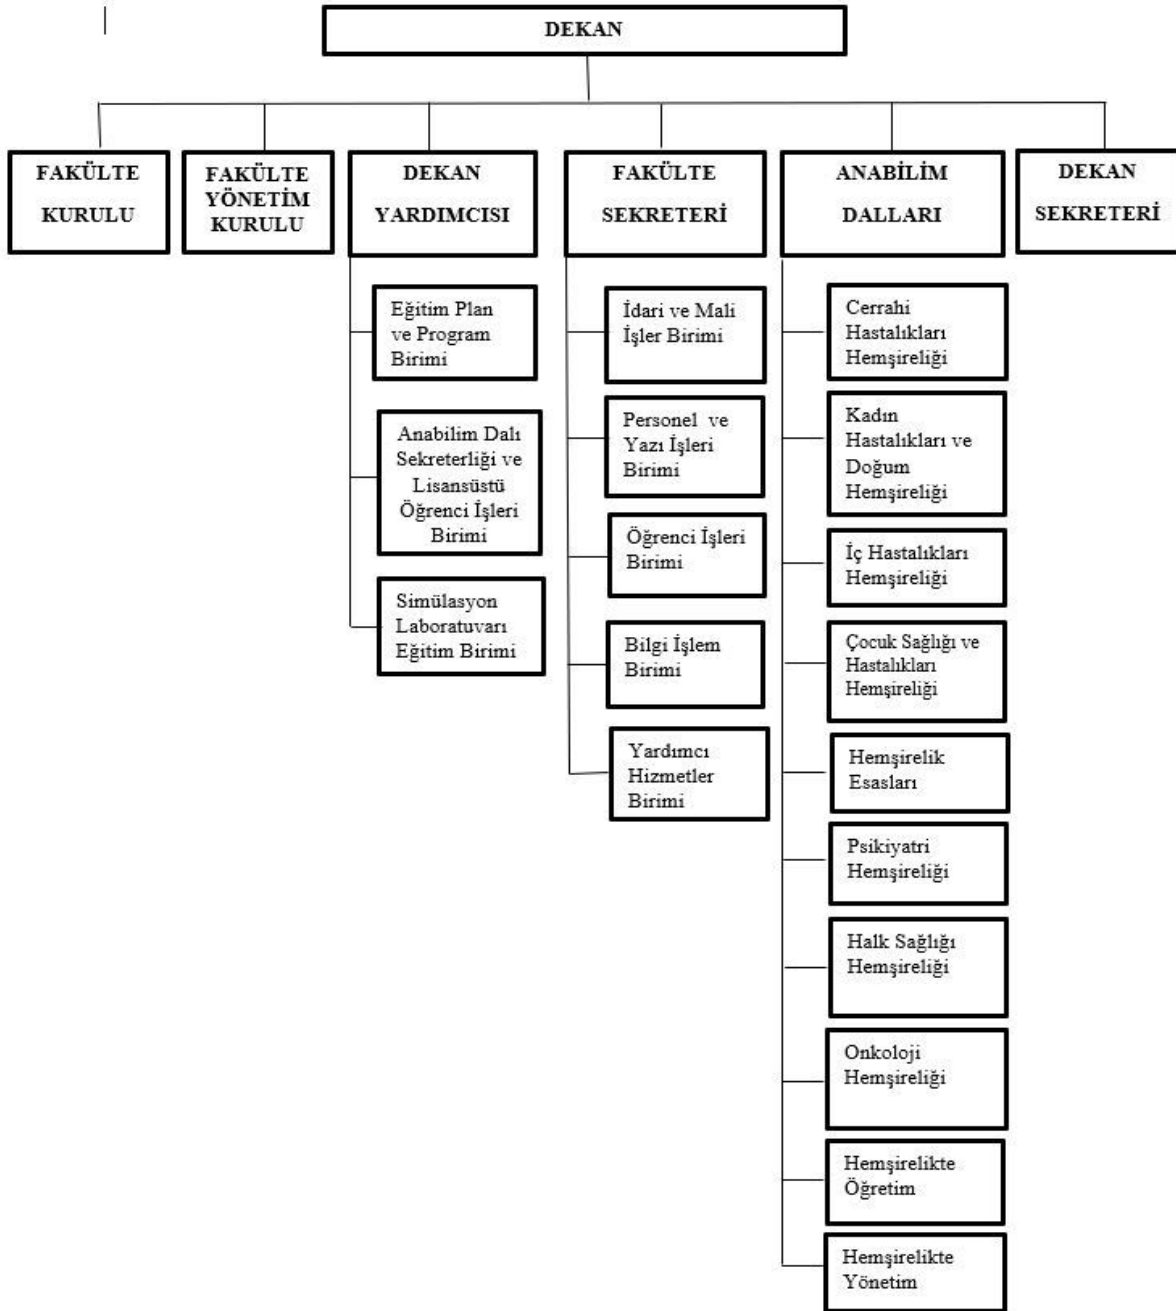 DEKAN
FAKÜLTE
KURULU
FAKÜLTE
YÖNETİM
KURULU
DEKAN
YARDIMCISI
FAKÜLTE
SEKRETERİ
ANABİLİM
DALLARI
DEKAN
SEKRETERİ
Eğitim Plan
ve Program
Birimi
Anabilim Dalı
Sekreterliği ve
Lisansüstü
Öğrenci İşleri
Birimi
Simülasyon
Laboratuvarı
Eğitim Birimi
İdari ve Mali
İşler Birimi
Personel ve
Yazı İşleri
Birimi
Öğrenci İşleri
Birimi
Bilgi İşlem
Birimi
Yardımcı
Hizmetler
Birimi
Cerrahi
Hastalıkları
Hemşireliği
Kadın
Hastalıkları ve
Doğum
Hemşireliği
İç Hastalıkları
Hemşireliği
Çocuk Sağlığı ve
Hastalıkları
Hemşireliği
Hemşirelik
Esasları
Psikiyatri
Hemşireliği
Halk Sağlığı
Hemşireliği
Onkoloji
Hemşireliği
Hemşirelikte
Öğretim
Hemşirelikte
Yönetim